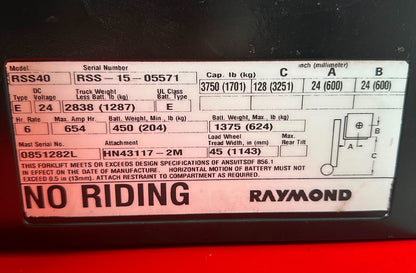 Model No. Serial Number inch (millimeter)
RSS40 RSS-15-05571 Cap. lb (kg) C A B
3750 (1701) 128 (3251) 24 (600) 24 (600)
Type DC Voltage Truck Weight Less Batt. lb (kg) UL Class Batt. Type
E 24 2838 (1287) E
Hr. Rate Max. Amp Hr. Battery Weight, Min., lb (kg) Battery Weight, Max., lb (kg)
6 654 450 (204) 1375 (624)
Mast Serial No. Attachment Load Wheel Tread Width, in (mm) Max. Rear Tilt
0851282L HN43117-2M 45 (1143)
A B C
THIS FORKLIFT MEETS OR EXCEEDS DESIGN SPECIFICATIONS OF ANSI/ITSDF B56.1
IN EFFECT ON THE DATE OF MANUFACTURE. HORIZONTAL MOTION OF BATTERY MUST NOT
EXCEED 0.5 in (13mm). ATTACH RESTRAINT TO COMPARTMENT AS REQUIRED.
NO RIDING RAYMOND